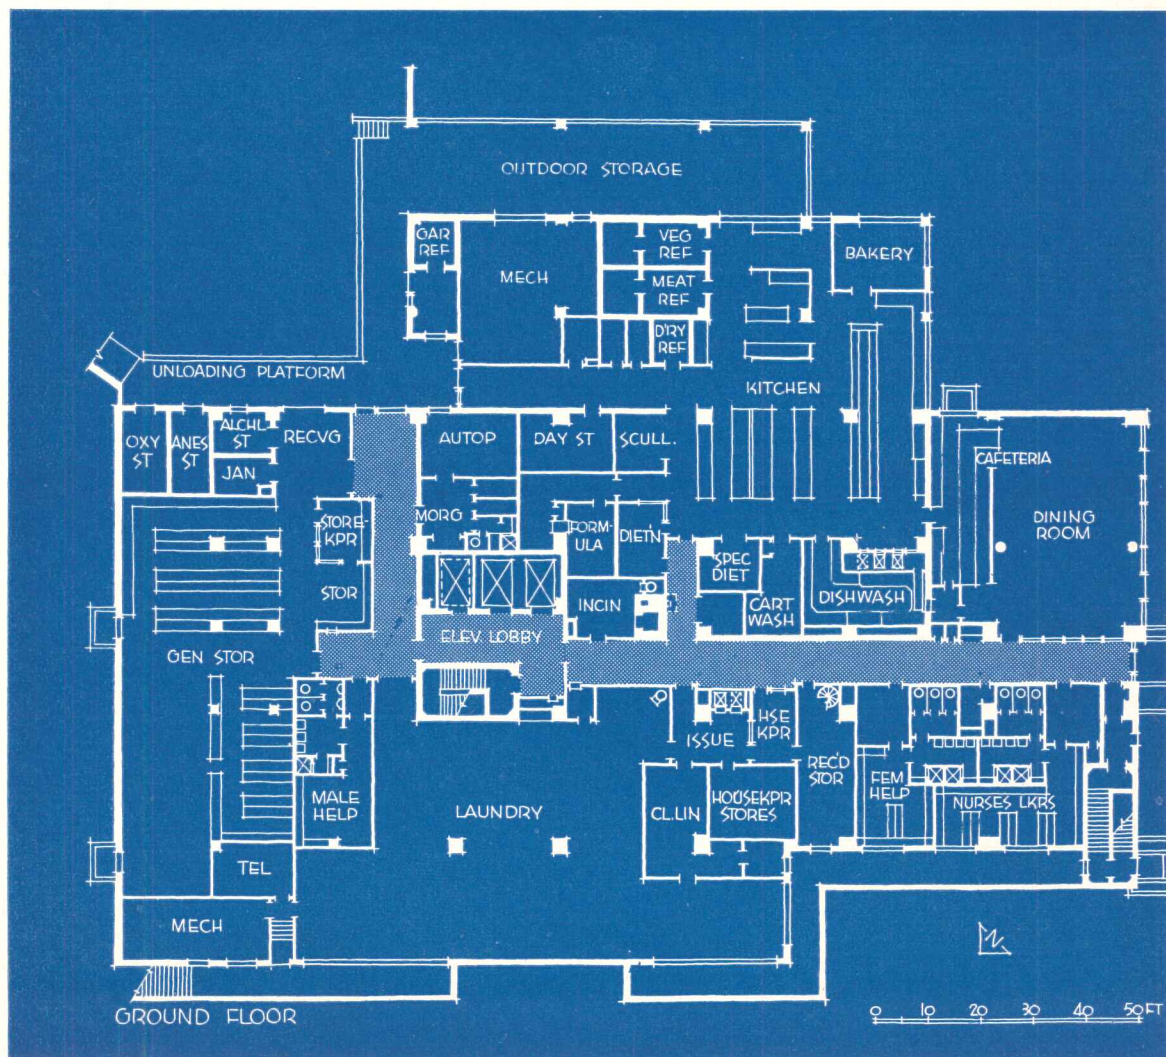 OUTDOOR STORAGE
GAR
REF
MECH
VEG
REF
MEAT
REF
D'RY
REF
BAKERY
UNLOADING PLATFORM
KITCHEN
OXY
ST
ANES
ST
ALCHL
ST
JAN
RECVG
AUTOP
DAY ST
SCULL.
CAFETERIA
DINING
ROOM
STORE-
KPR
MORG
FORM-
ULA
DIET'N
SPEC
DIET
STOR
INCIN
CART
WASH
DISHWASH
ELEV. LOBBY
GEN STOR
ISSUE
HSE
KPR
REC'D
STOR
FEM
HELP
NURSES LKRS
MALE
HELP
LAUNDRY
CL.LIN
HOUSEKPR
STORES
TEL
MECH
N
GROUND FLOOR
0 10 20 30 40 50 FT